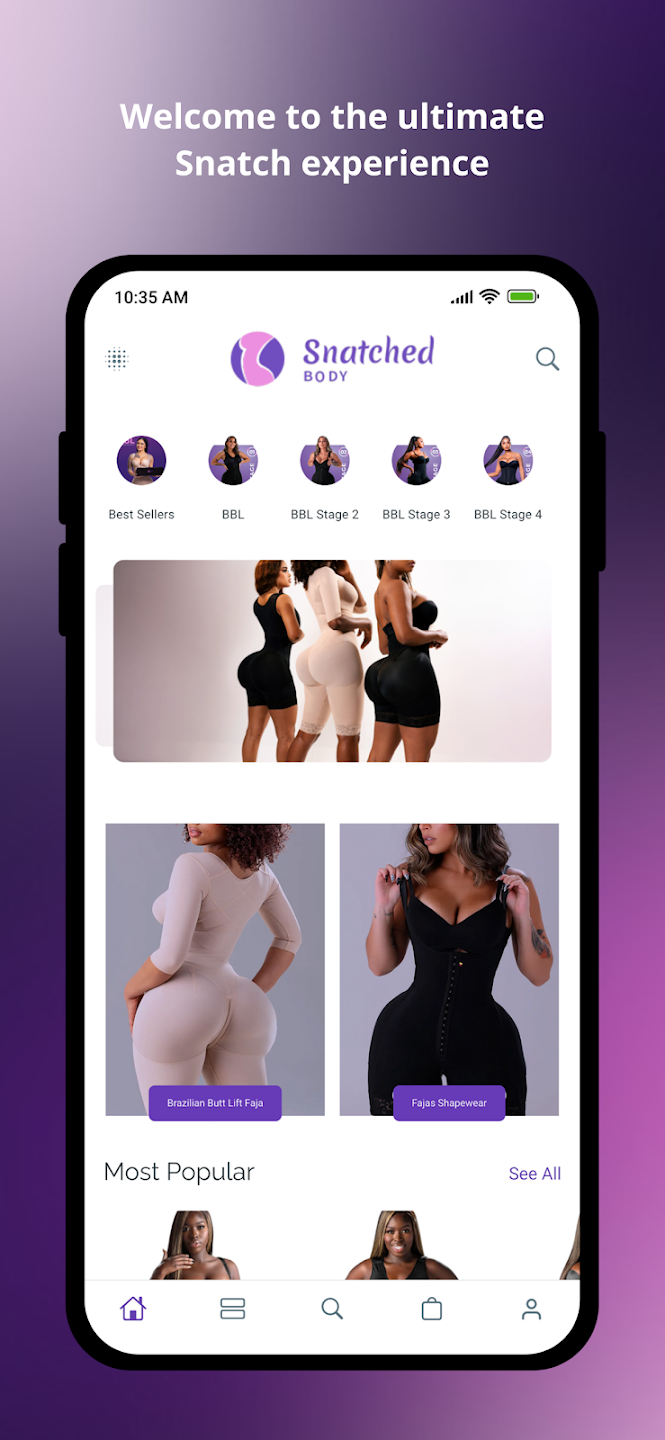 Welcome to the ultimate
Snatch experience
10:35 AM
Snatched
BODY
Best Sellers
BBL
BBL Stage 2
BBL Stage 3
BBL Stage 4
Brazilian Butt Lift Faja
Fajas Shapewear
Most Popular
See All